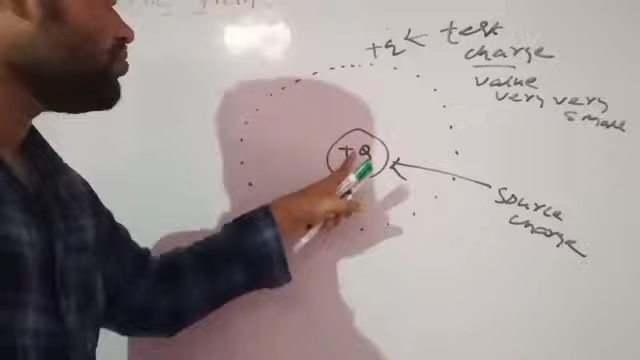 +q ← test
charge
value
very very
small
+Q
source
charge